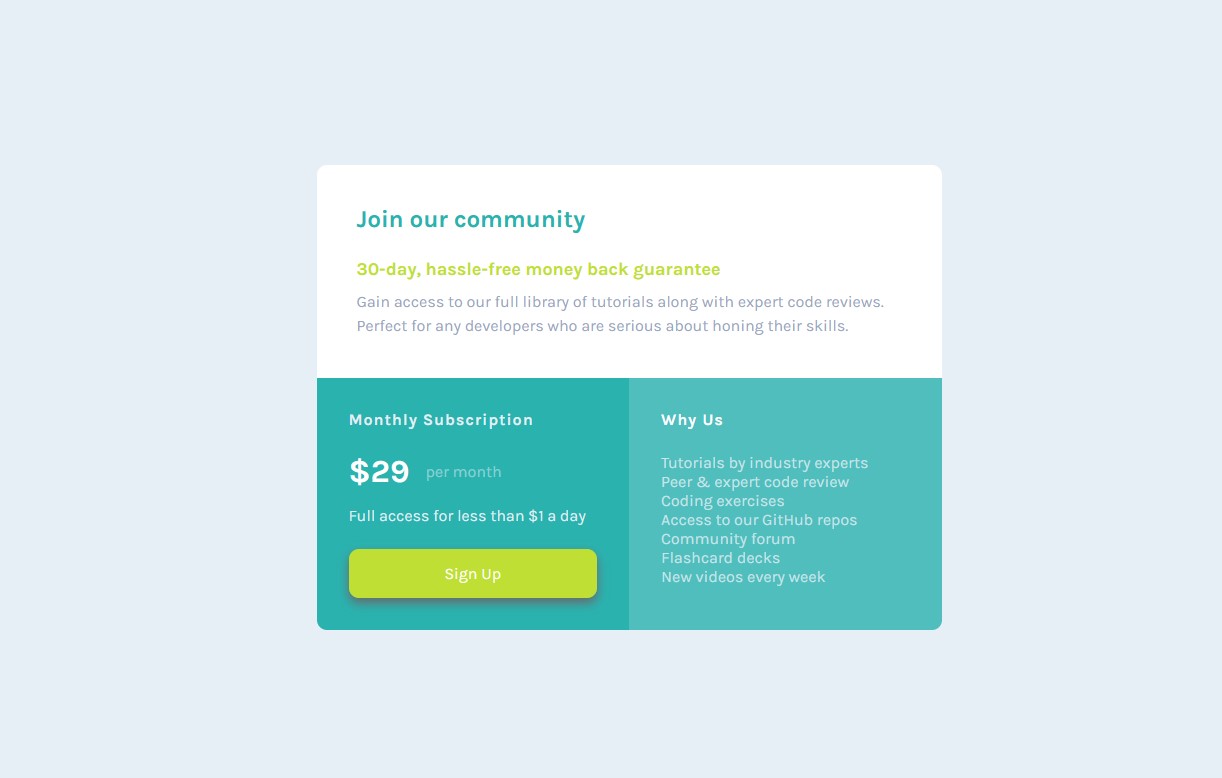 Join our community
30-day, hassle-free money back guarantee
Gain access to our full library of tutorials along with expert code reviews.
Perfect for any developers who are serious about honing their skills.
Monthly Subscription
$29 per month
Full access for less than $1 a day
Sign Up
Why Us
Tutorials by industry experts
Peer & expert code review
Coding exercises
Access to our GitHub repos
Community forum
Flashcard decks
New videos every week